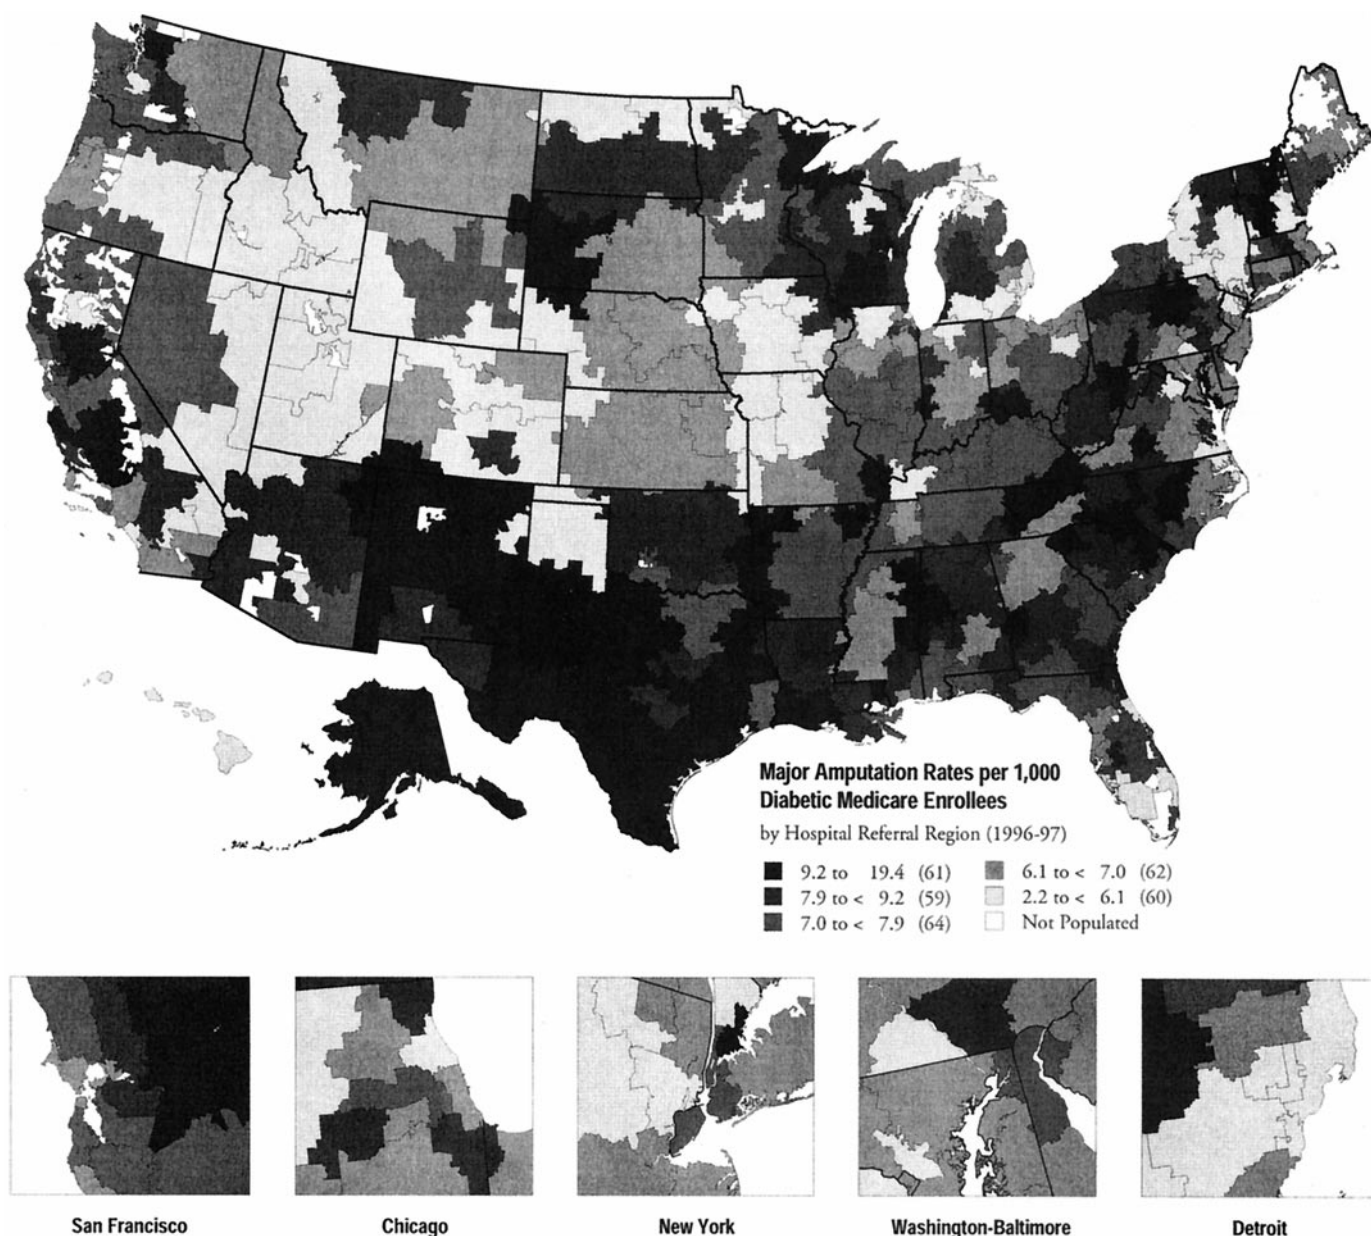 Major Amputation Rates per 1,000
Diabetic Medicare Enrollees
by Hospital Referral Region (1996-97)
9.2 to 19.4 (61)
7.9 to < 9.2 (59)
7.0 to < 7.9 (64)
6.1 to < 7.0 (62)
2.2 to < 6.1 (60)
Not Populated
San Francisco
Chicago
New York
Washington-Baltimore
Detroit